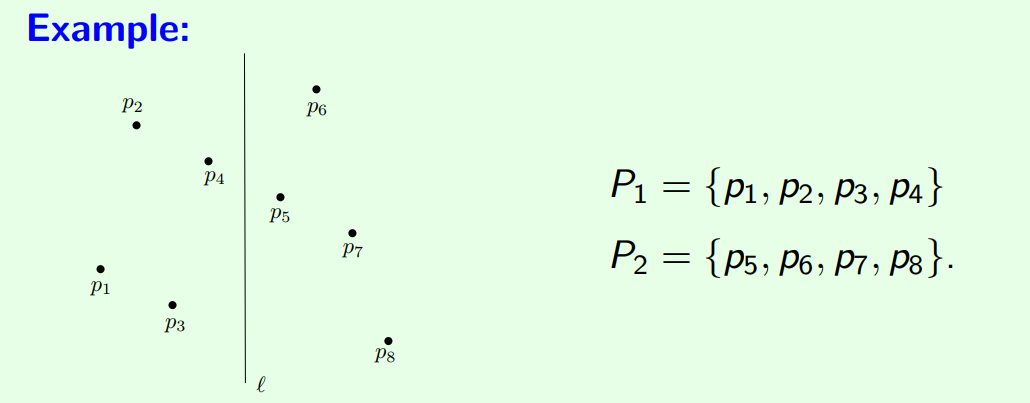 Example:
p₂
p₆
p₄
p₅
p₇
p₁
p₃
p₈
ℓ
P₁ = {p₁, p₂, p₃, p₄}
P₂ = {p₅, p₆, p₇, p₈}.